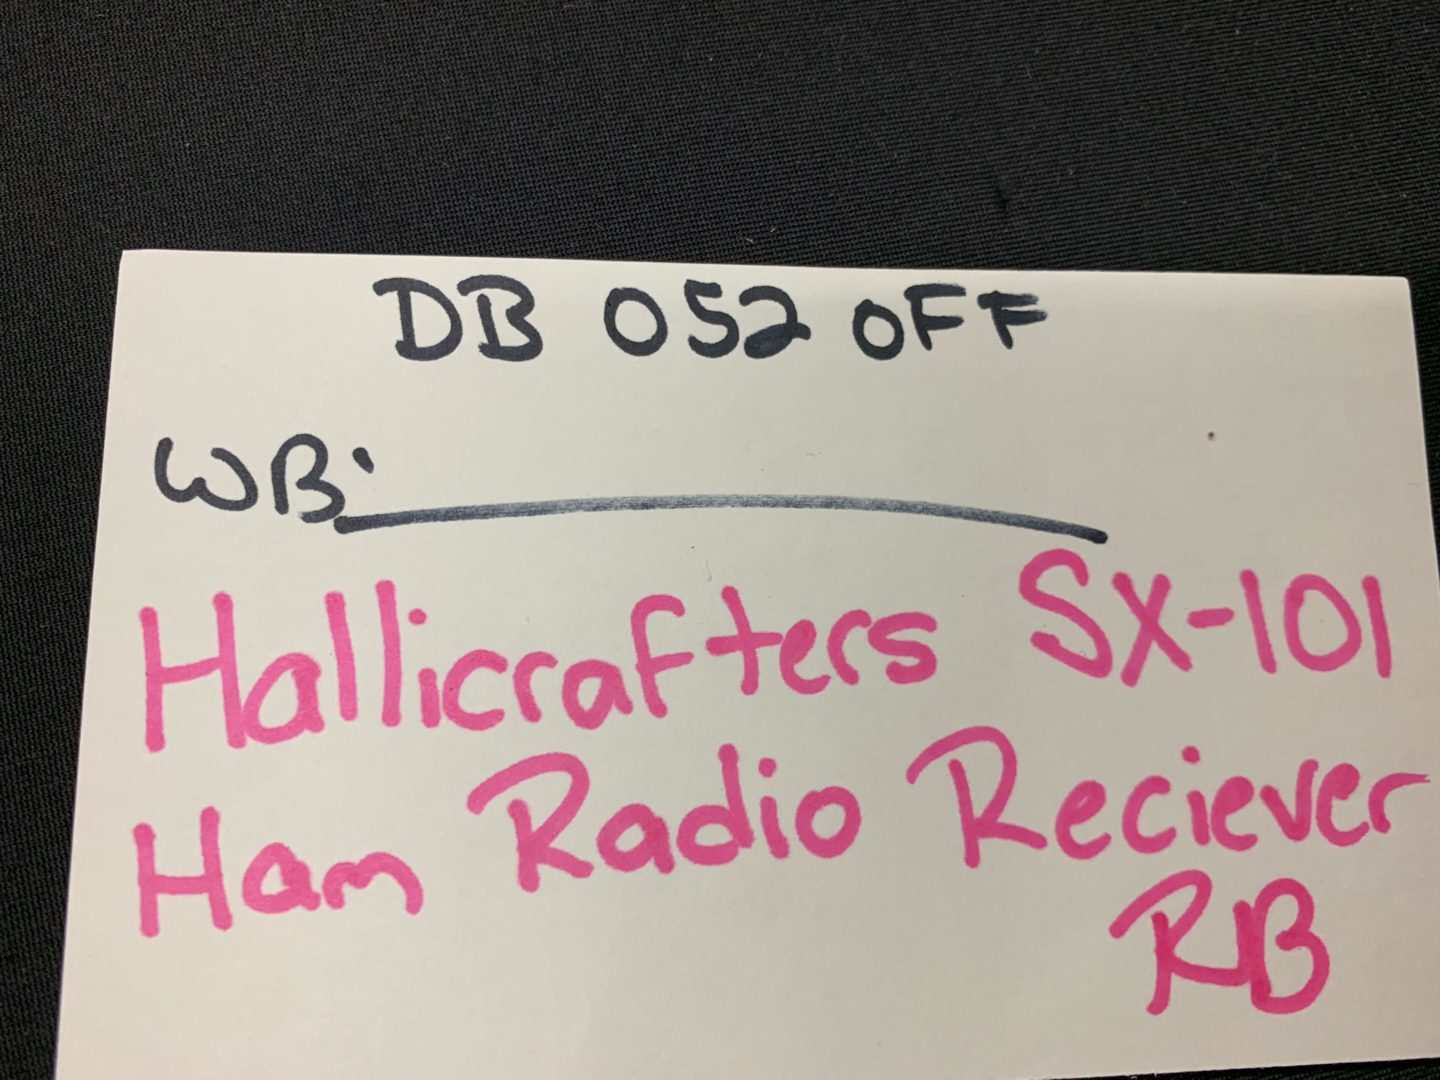 DB 052 OFF
WB:
Hallicrafters SX-101
Ham Radio Reciever
RB